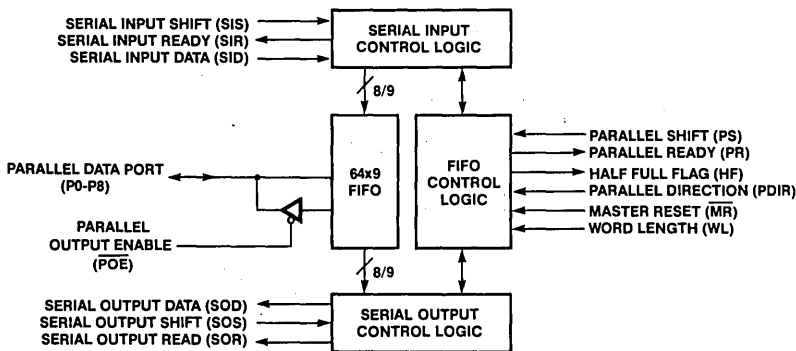 SERIAL INPUT SHIFT (SIS)
SERIAL INPUT READY (SIR)
SERIAL INPUT DATA (SID)
SERIAL INPUT
CONTROL LOGIC
8/9
PARALLEL DATA PORT
(P0-P8)
PARALLEL
OUTPUT ENABLE
(POE)
64x9
FIFO
FIFO
CONTROL
LOGIC
PARALLEL SHIFT (PS)
PARALLEL READY (PR)
HALF FULL FLAG (HF)
PARALLEL DIRECTION (PDIR)
MASTER RESET (MR)
WORD LENGTH (WL)
8/9
SERIAL OUTPUT DATA (SOD)
SERIAL OUTPUT SHIFT (SOS)
SERIAL OUTPUT READ (SOR)
SERIAL OUTPUT
CONTROL LOGIC